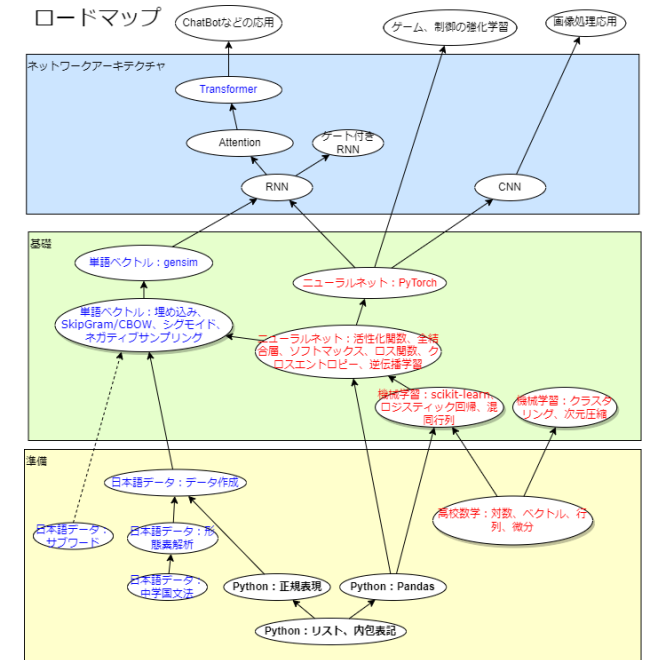 ロードマップ
ChatBotなどの応用
ゲーム、制御の強化学習
画像処理応用
ネットワークアーキテクチャ
Transformer
Attention
ゲート付き
RNN
RNN
CNN
基礎
単語ベクトル：gensim
ニューラルネット：PyTorch
単語ベクトル：埋め込み、
SkipGram/CBOW、シグモイド、
ネガティブサンプリング
ニューラルネット：活性化関数、全結
合層、ソフトマックス、ロス関数、ク
ロスエントロピー、逆伝播学習
機械学習：scikit-learn、
ロジスティック回帰、混
同行列
機械学習：クラスタ
リング、次元圧縮
準備
日本語データ：データ作成
高校数学：対数、ベクトル、行
列、微分
日本語データ：
サブワード
日本語データ：形
態素解析
日本語データ：
中学国文法
Python：正規表現
Python：Pandas
Python：リスト、内包表記